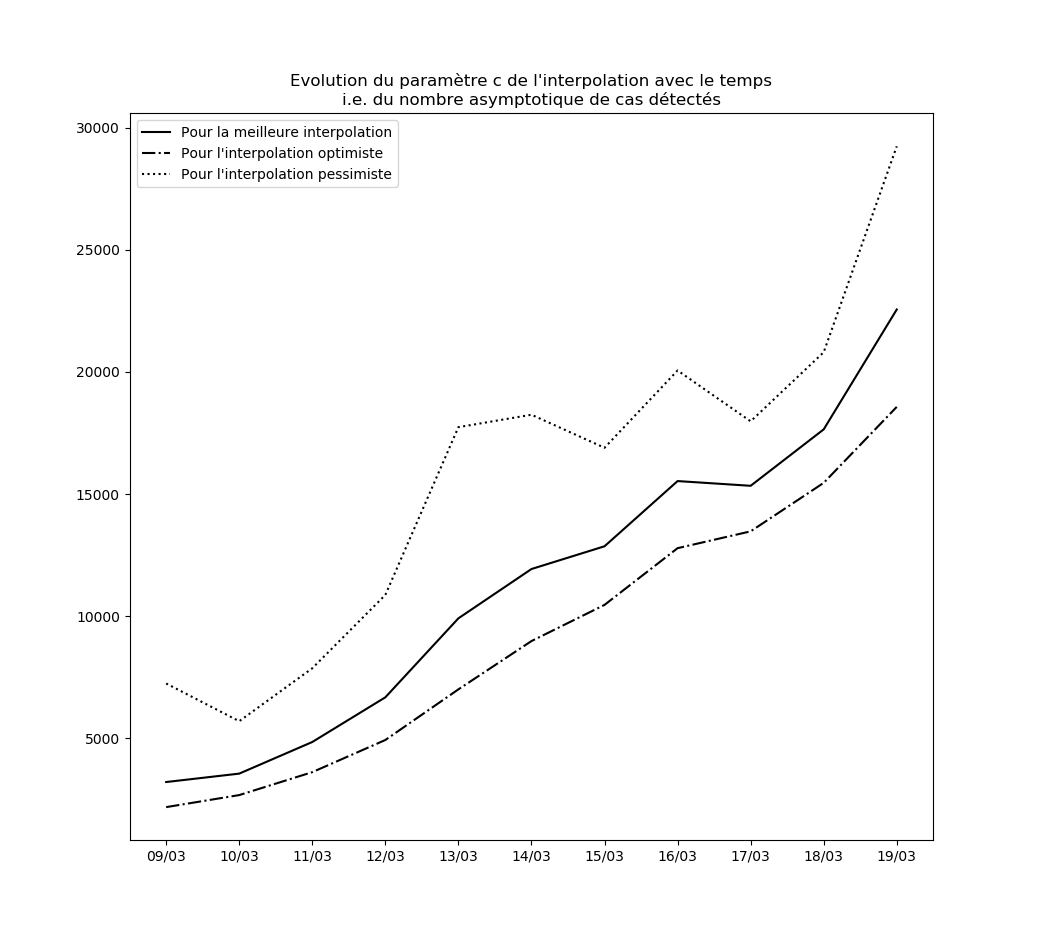 Evolution du paramètre c de l'interpolation avec le temps
i.e. du nombre asymptotique de cas détectés
Pour la meilleure interpolation
Pour l'interpolation optimiste
Pour l'interpolation pessimiste
30000
25000
20000
15000
10000
5000
09/03 10/03 11/03 12/03 13/03 14/03 15/03 16/03 17/03 18/03 19/03